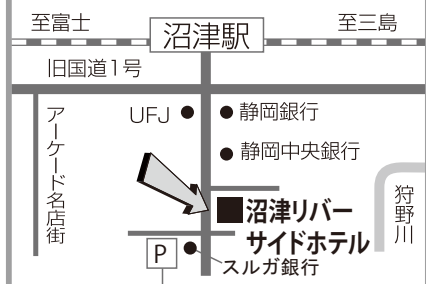 至富士
至三島
沼津駅
旧国道1号
UFJ
静岡銀行
静岡中央銀行
アーケード名店街
沼津リバー
サイドホテル
狩野川
P
スルガ銀行